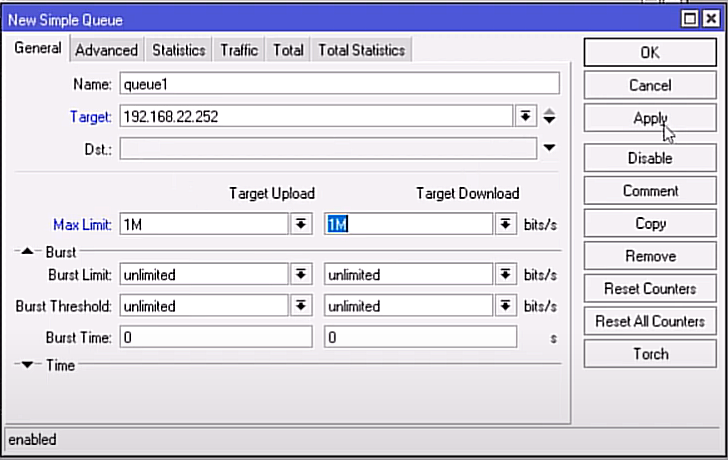 New Simple Queue
General Advanced Statistics Traffic Total Total Statistics
Name: queue1
Target: 192.168.22.252
Dst.:
Target Upload Target Download
Max Limit: 1M 1M bits/s
Burst
Burst Limit: unlimited unlimited bits/s
Burst Threshold: unlimited unlimited bits/s
Burst Time: 0 0 s
Time
OK
Cancel
Apply
Disable
Comment
Copy
Remove
Reset Counters
Reset All Counters
Torch
enabled